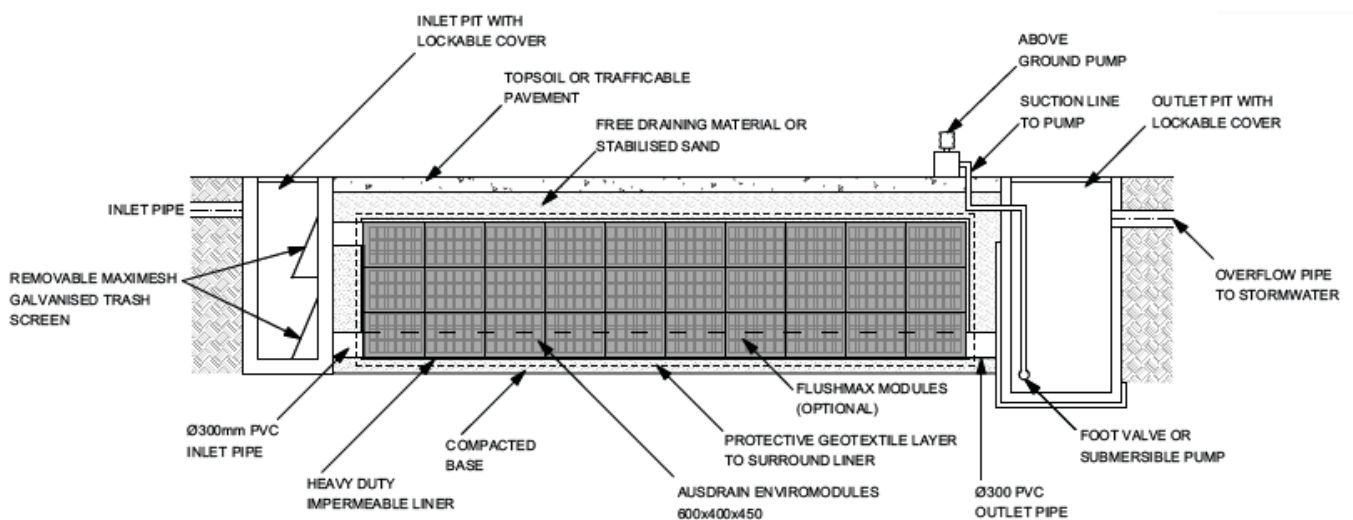 INLET PIT WITH
LOCKABLE COVER
TOPSOIL OR TRAFFICABLE
PAVEMENT
FREE DRAINING MATERIAL OR
STABILISED SAND
ABOVE
GROUND PUMP
SUCTION LINE
TO PUMP
OUTLET PIT WITH
LOCKABLE COVER
INLET PIPE
REMOVABLE MAXIMESH
GALVANISED TRASH
SCREEN
OVERFLOW PIPE
TO STORMWATER
Ø300mm PVC
INLET PIPE
HEAVY DUTY
IMPERMEABLE LINER
COMPACTED
BASE
AUSDRAIN ENVIROMODULES
600x400x450
PROTECTIVE GEOTEXTILE LAYER
TO SURROUND LINER
FLUSHMAX MODULES
(OPTIONAL)
Ø300 PVC
OUTLET PIPE
FOOT VALVE OR
SUBMERSIBLE PUMP